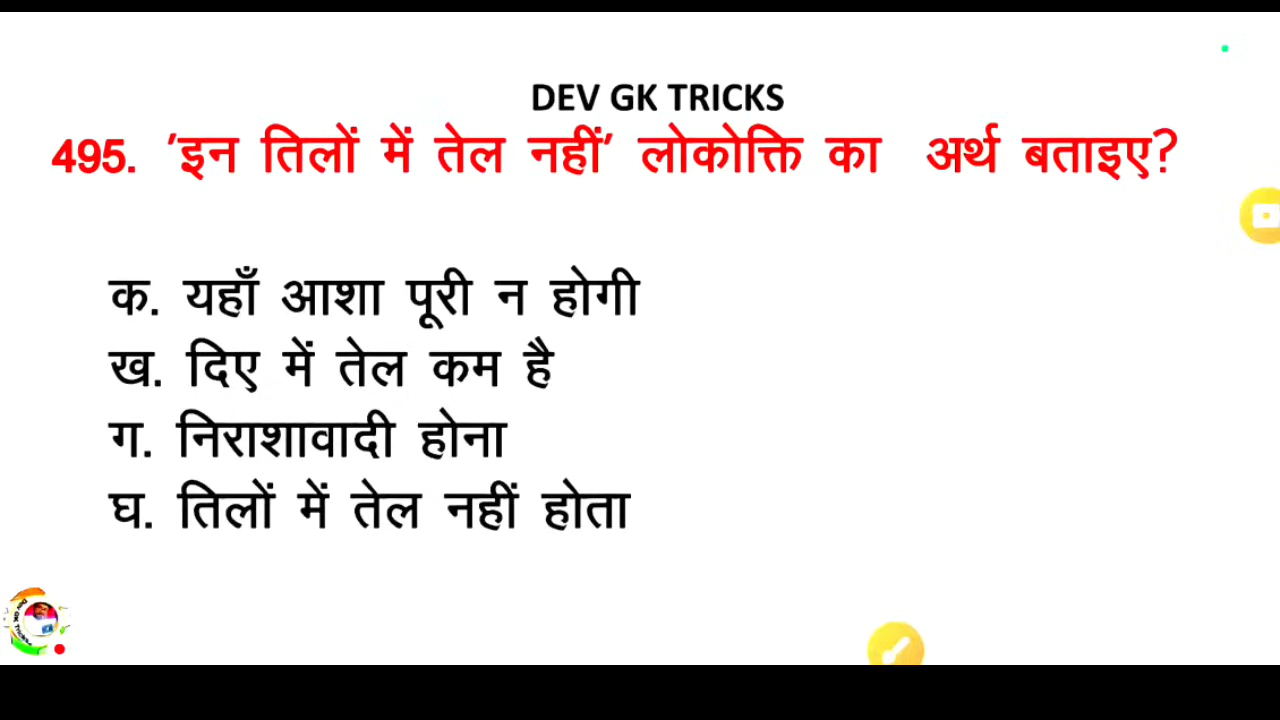 DEV GK TRICKS
495. 'इन तिलों में तेल नहीं' लोकोक्ति का अर्थ बताइए?
क. यहाँ आशा पूरी न होगी
ख. दिए में तेल कम है
ग. निराशावादी होना
घ. तिलों में तेल नहीं होता